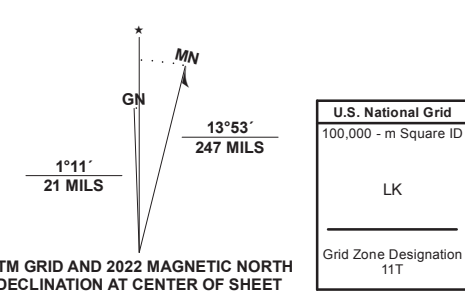 ★
MN
GN
13°53´
247 MILS
1°11´
21 MILS
TM GRID AND 2022 MAGNETIC NORTH
DECLINATION AT CENTER OF SHEET
U.S. National Grid
100,000 - m Square ID
LK
Grid Zone Designation
11T